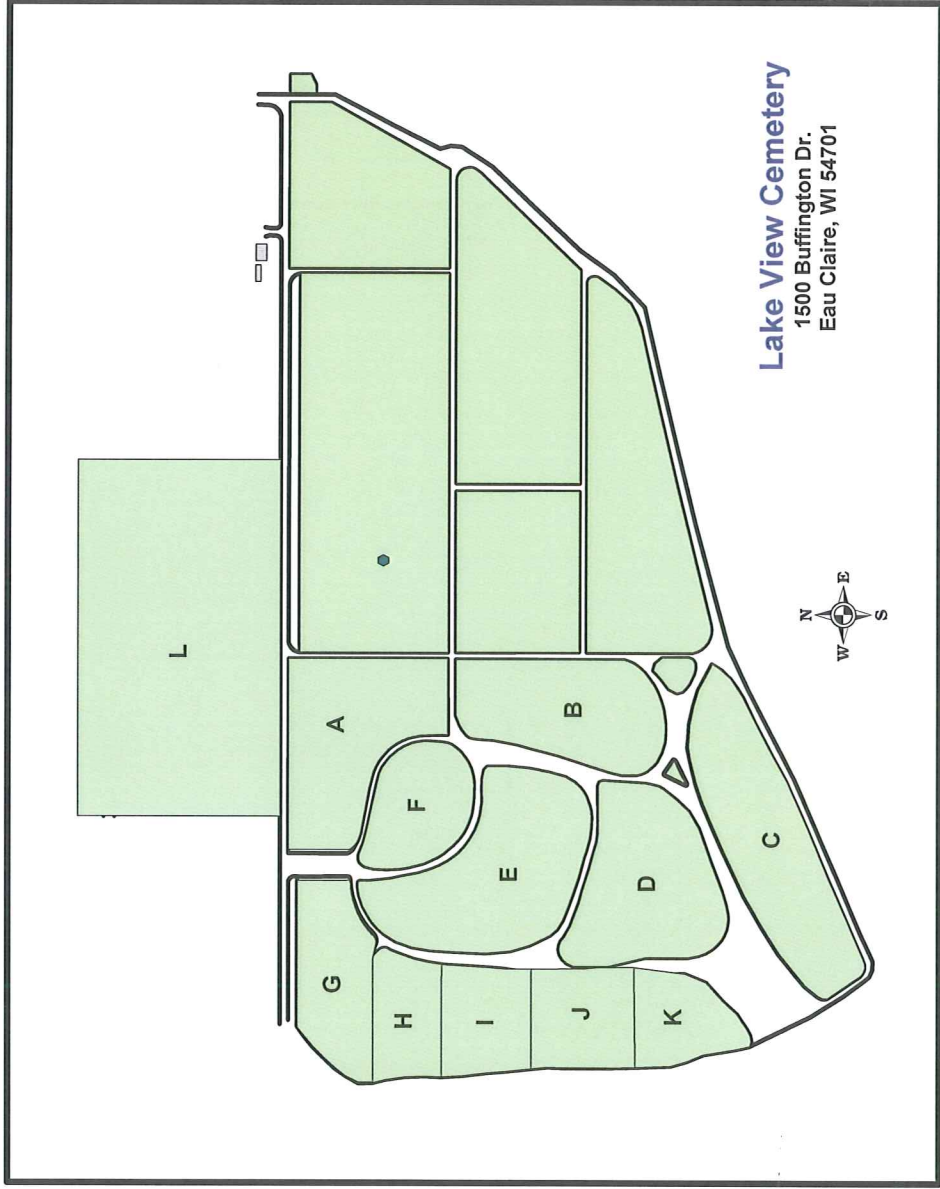 L
A
B
F
E
G
D
C
H
I
J
K
Lake View Cemetery
1500 Buffington Dr.
Eau Claire, WI 54701
N
W E
S